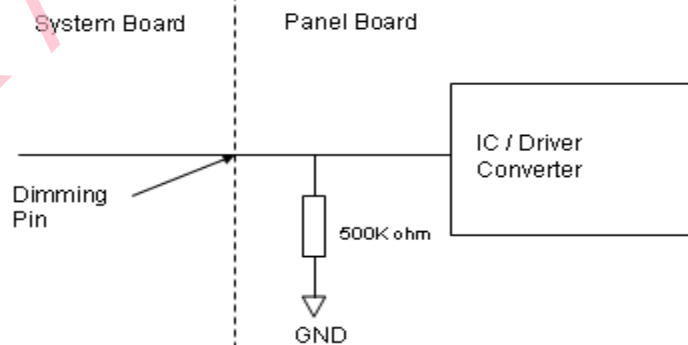 System Board
Panel Board
IC / Driver
Converter
Dimming
Pin
500K ohm
GND